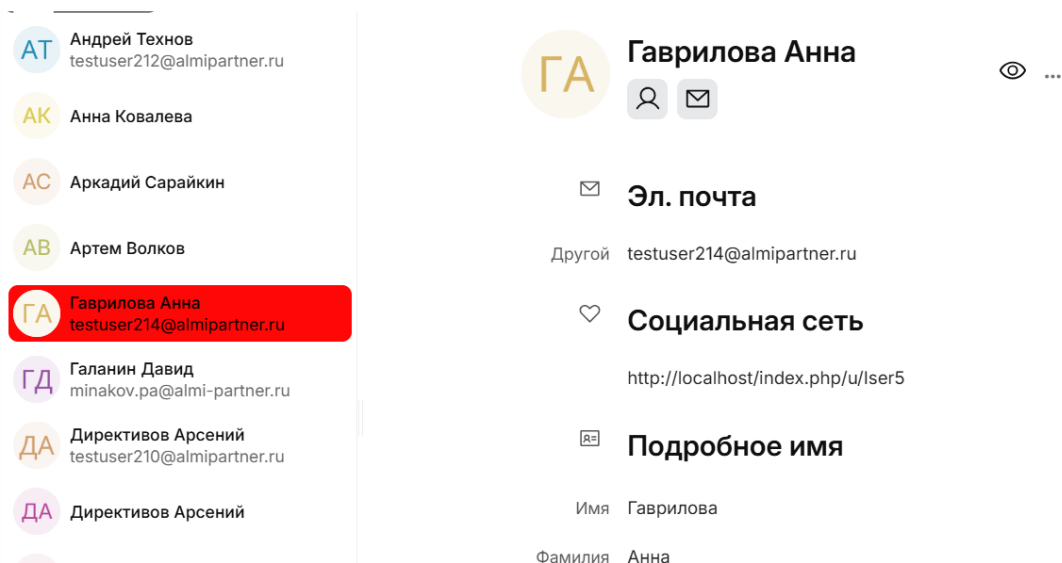 АТ
Андрей Технов
testuser212@almipartner.ru
АК
Анна Ковалева
АС
Аркадий Сарайкин
АВ
Артем Волков
ГА
Гаврилова Анна
testuser214@almipartner.ru
ГД
Галанин Давид
minakov.pa@almi-partner.ru
ДА
Директивов Арсений
testuser210@almipartner.ru
ДА
Директивов Арсений
ГА
Гаврилова Анна
Эл. почта
Другой testuser214@almipartner.ru
Социальная сеть
http://localhost/index.php/u/Iser5
Подробное имя
Имя Гаврилова
Фамилия Анна